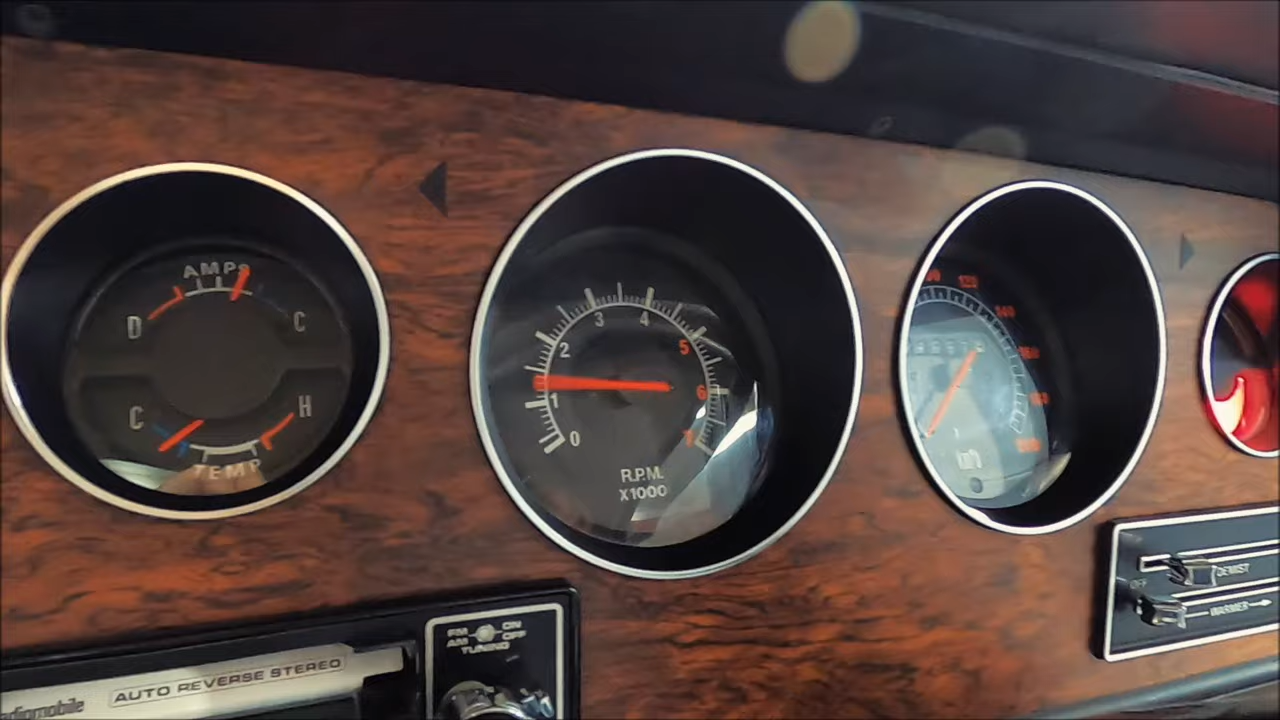 AMPS
D C
C H
TEMP
0 1 2 3 4 5 6 7
R.P.M.
X1000
120
140
160
180
OFF
DEMIST
WARMER
FM ON
AM OFF
TUNING
AUTO REVERSE STEREO